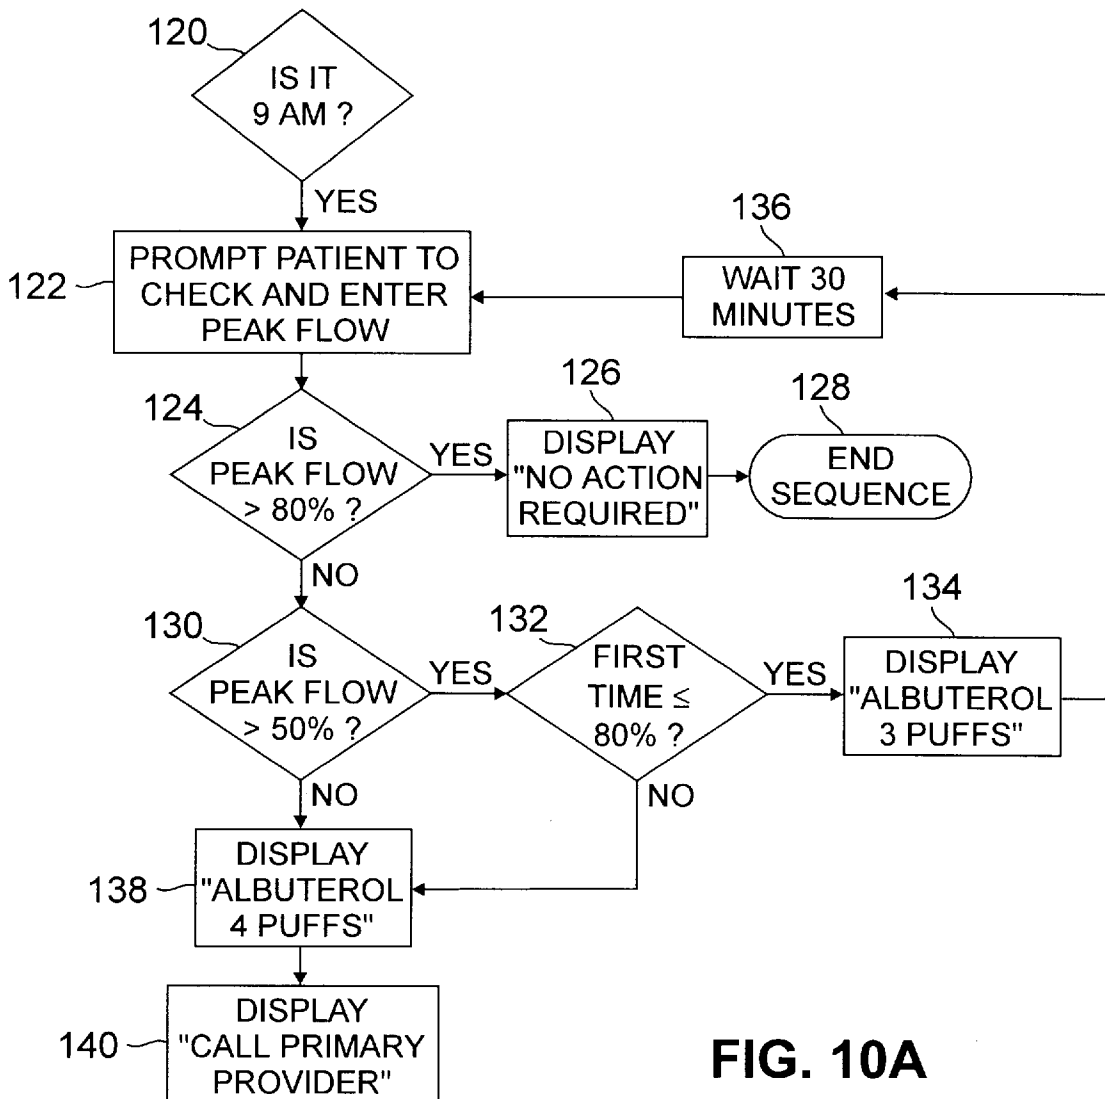 120
IS IT
9 AM ?
YES
136
122
PROMPT PATIENT TO
CHECK AND ENTER
PEAK FLOW
WAIT 30
MINUTES
124
IS
PEAK FLOW
> 80% ?
YES
126
DISPLAY
"NO ACTION
REQUIRED"
128
END
SEQUENCE
NO
130
IS
PEAK FLOW
> 50% ?
YES
132
FIRST
TIME ≤
80% ?
YES
134
DISPLAY
"ALBUTEROL
3 PUFFS"
NO
NO
138
DISPLAY
"ALBUTEROL
4 PUFFS"
140
DISPLAY
"CALL PRIMARY
PROVIDER"
FIG. 10A